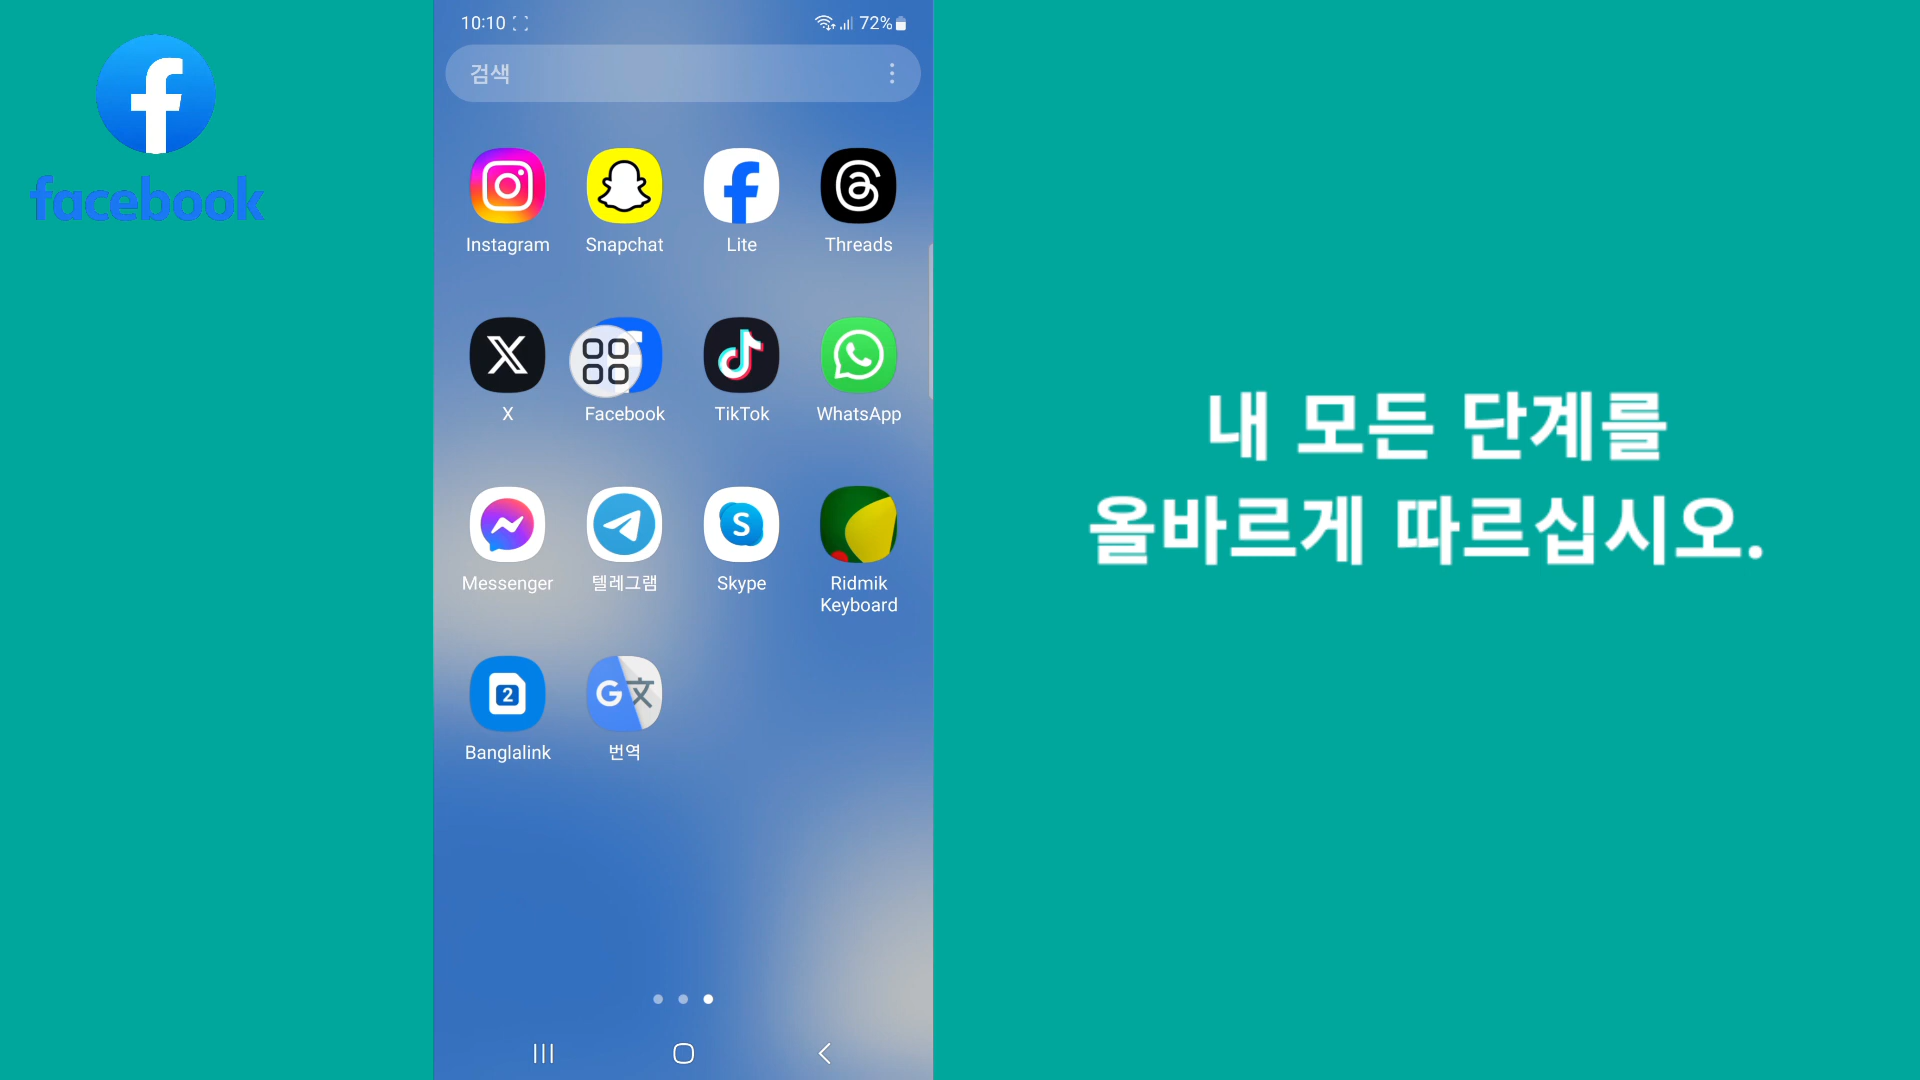 facebook
10:10
72%
검색
Instagram
Snapchat
Lite
Threads
X
Facebook
TikTok
WhatsApp
Messenger
텔레그램
Skype
Ridmik
Keyboard
Banglalink
번역
내 모든 단계를
올바르게 따르십시오.